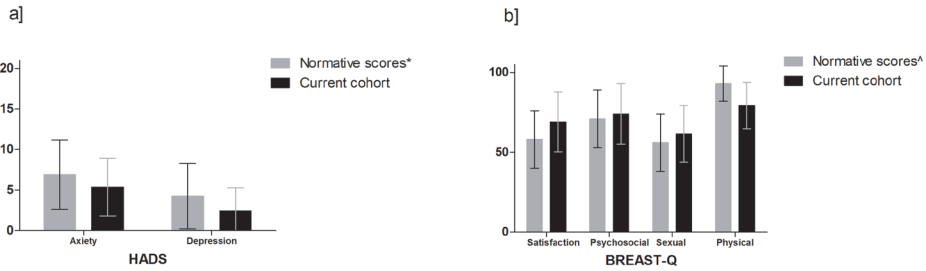 a]
20
15
10
5
0
Axiety
Depression
HADS
Normative scores*
Current cohort
b]
100
50
0
Satisfaction
Psychosocial
Sexual
Physical
BREAST-Q
Normative scores^
Current cohort